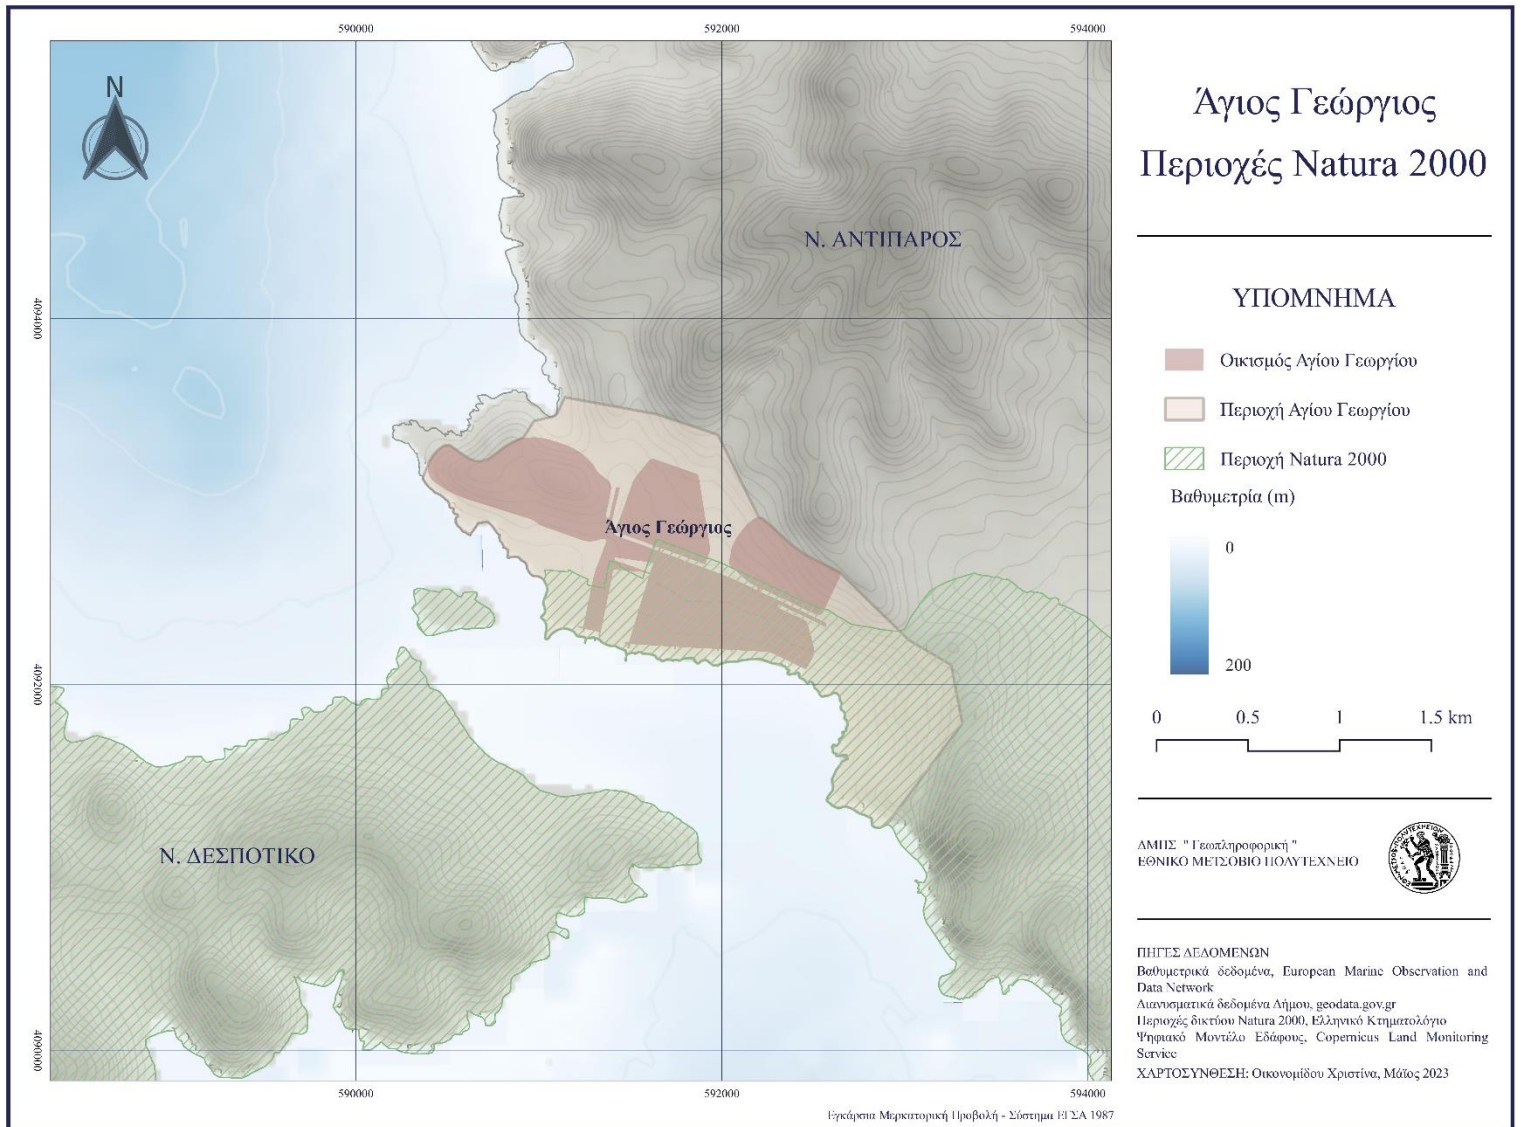 590000
592000
594000
N
Άγιος Γεώργιος
Περιοχές Natura 2000
Ν. ΑΝΤΙΠΑΡΟΣ
4094000
ΥΠΟΜΝΗΜΑ
Οικισμός Αγίου Γεωργίου
Περιοχή Αγίου Γεωργίου
Περιοχή Natura 2000
Βαθυμετρία (m)
0
200
Άγιος Γεώργιος
4092000
0 0.5 1 1.5 km
Ν. ΔΕΣΠΟΤΙΚΟ
ΔΜΠΣ " Γεωπληροφορική "
ΕΘΝΙΚΟ ΜΕΤΣΟΒΙΟ ΠΟΛΥΤΕΧΝΕΙΟ
ΠΗΓΕΣ ΔΕΔΟΜΕΝΩΝ
Βαθυμετρικά δεδομένα, European Marine Observation and
Data Network
Διανυσματικά δεδομένα Δήμου, geodata.gov.gr
Περιοχές δικτύου Natura 2000, Ελληνικό Κτηματολόγιο
Ψηφιακό Μοντέλο Εδάφους, Copernicus Land Monitoring
Service
ΧΑΡΤΟΣΥΝΘΕΣΗ: Οικονομίδου Χριστίνα, Μάϊος 2023
4090000
590000
592000
594000
Εγκάρσια Μερκατορική Προβολή - Σύστημα ΕΓΣΑ 1987